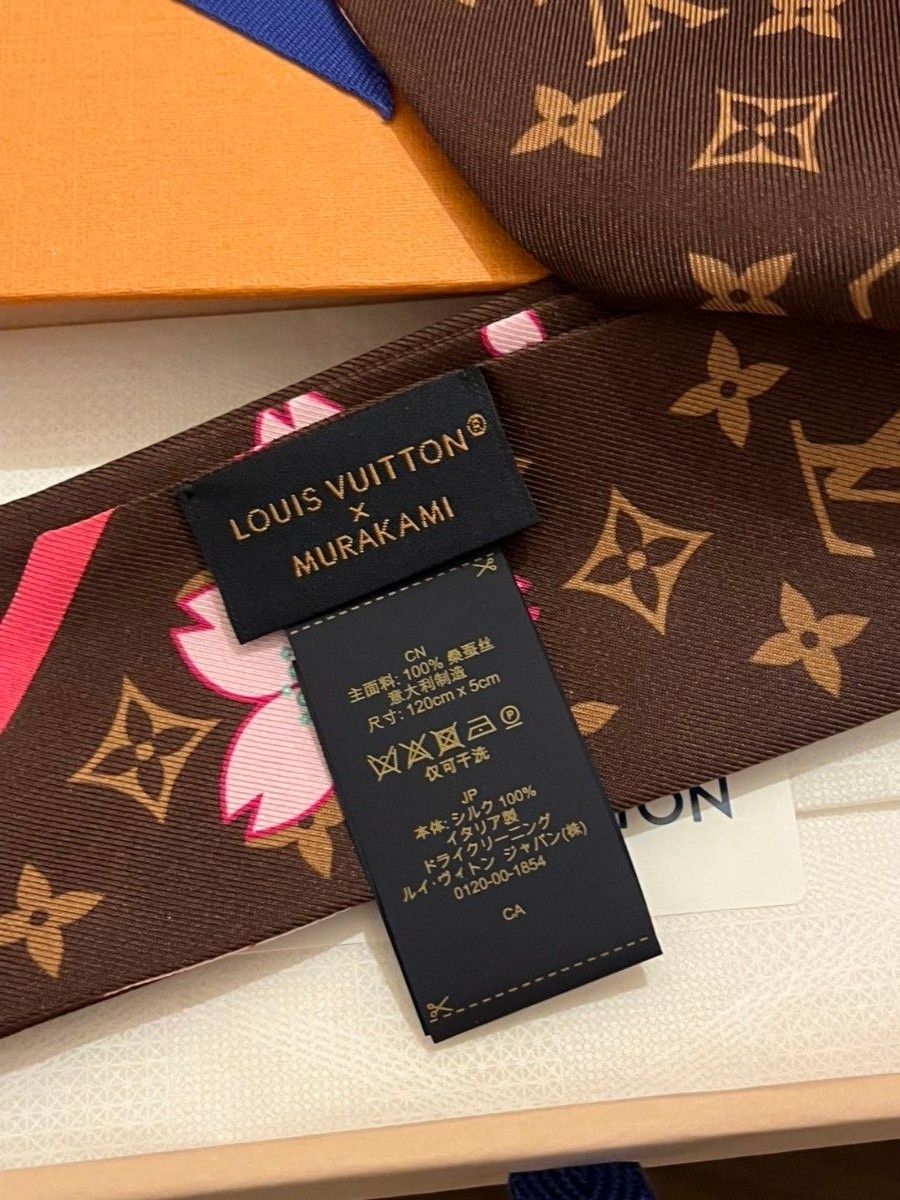 LOUIS VUITTON®
X
MURAKAMI
CN
主面料: 100% 桑蚕丝
意大利制造
尺寸: 120cm x 5cm
仅可干洗
JP
本体: シルク 100%
イタリア製
ドライクリーニング
ルイ・ヴィトン ジャパン(株)
0120-00-1854
CA
TON